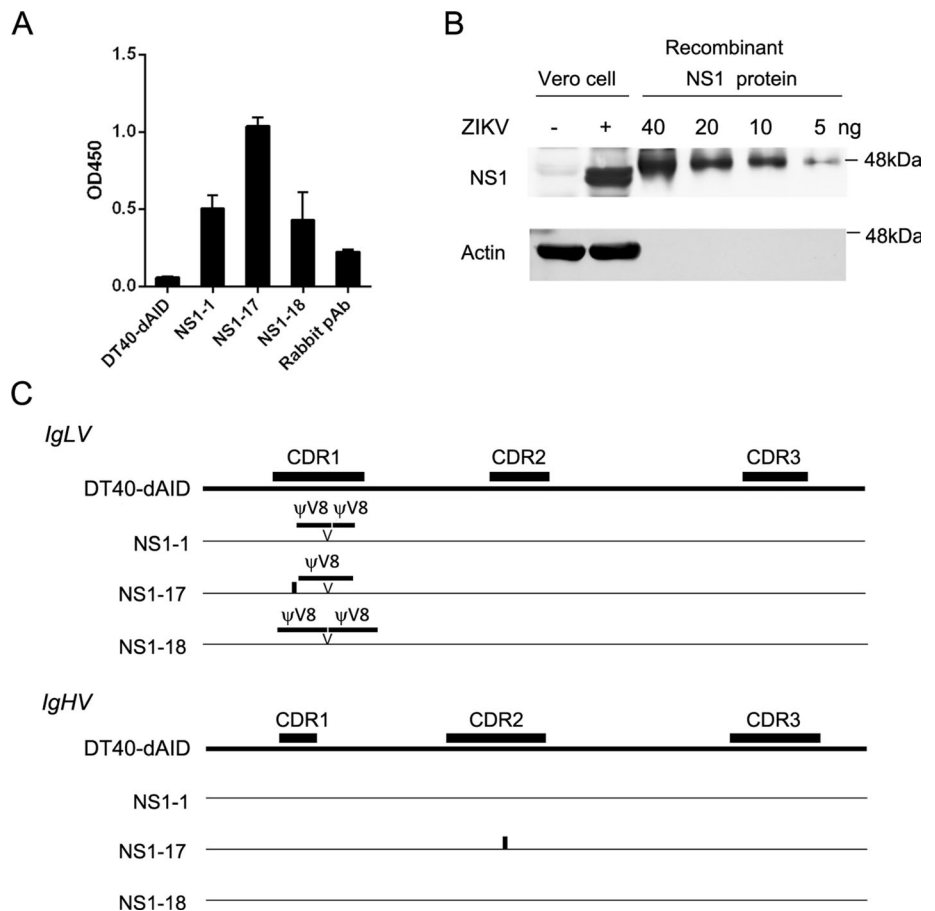 A
1.5
1.0
0.5
0.0
OD450
DT40-dAID
NS1-1
NS1-17
NS1-18
Rabbit pAb
B
Recombinant
Vero cell NS1 protein
ZIKV - + 40 20 10 5 ng
NS1 48kDa
48kDa
Actin
C
IgLV
CDR1 CDR2 CDR3
DT40-dAID
ψV8 ψV8
V
NS1-1
ψV8
V
NS1-17
ψV8 ψV8
V
NS1-18
IgHV
CDR1 CDR2 CDR3
DT40-dAID
NS1-1
NS1-17
NS1-18